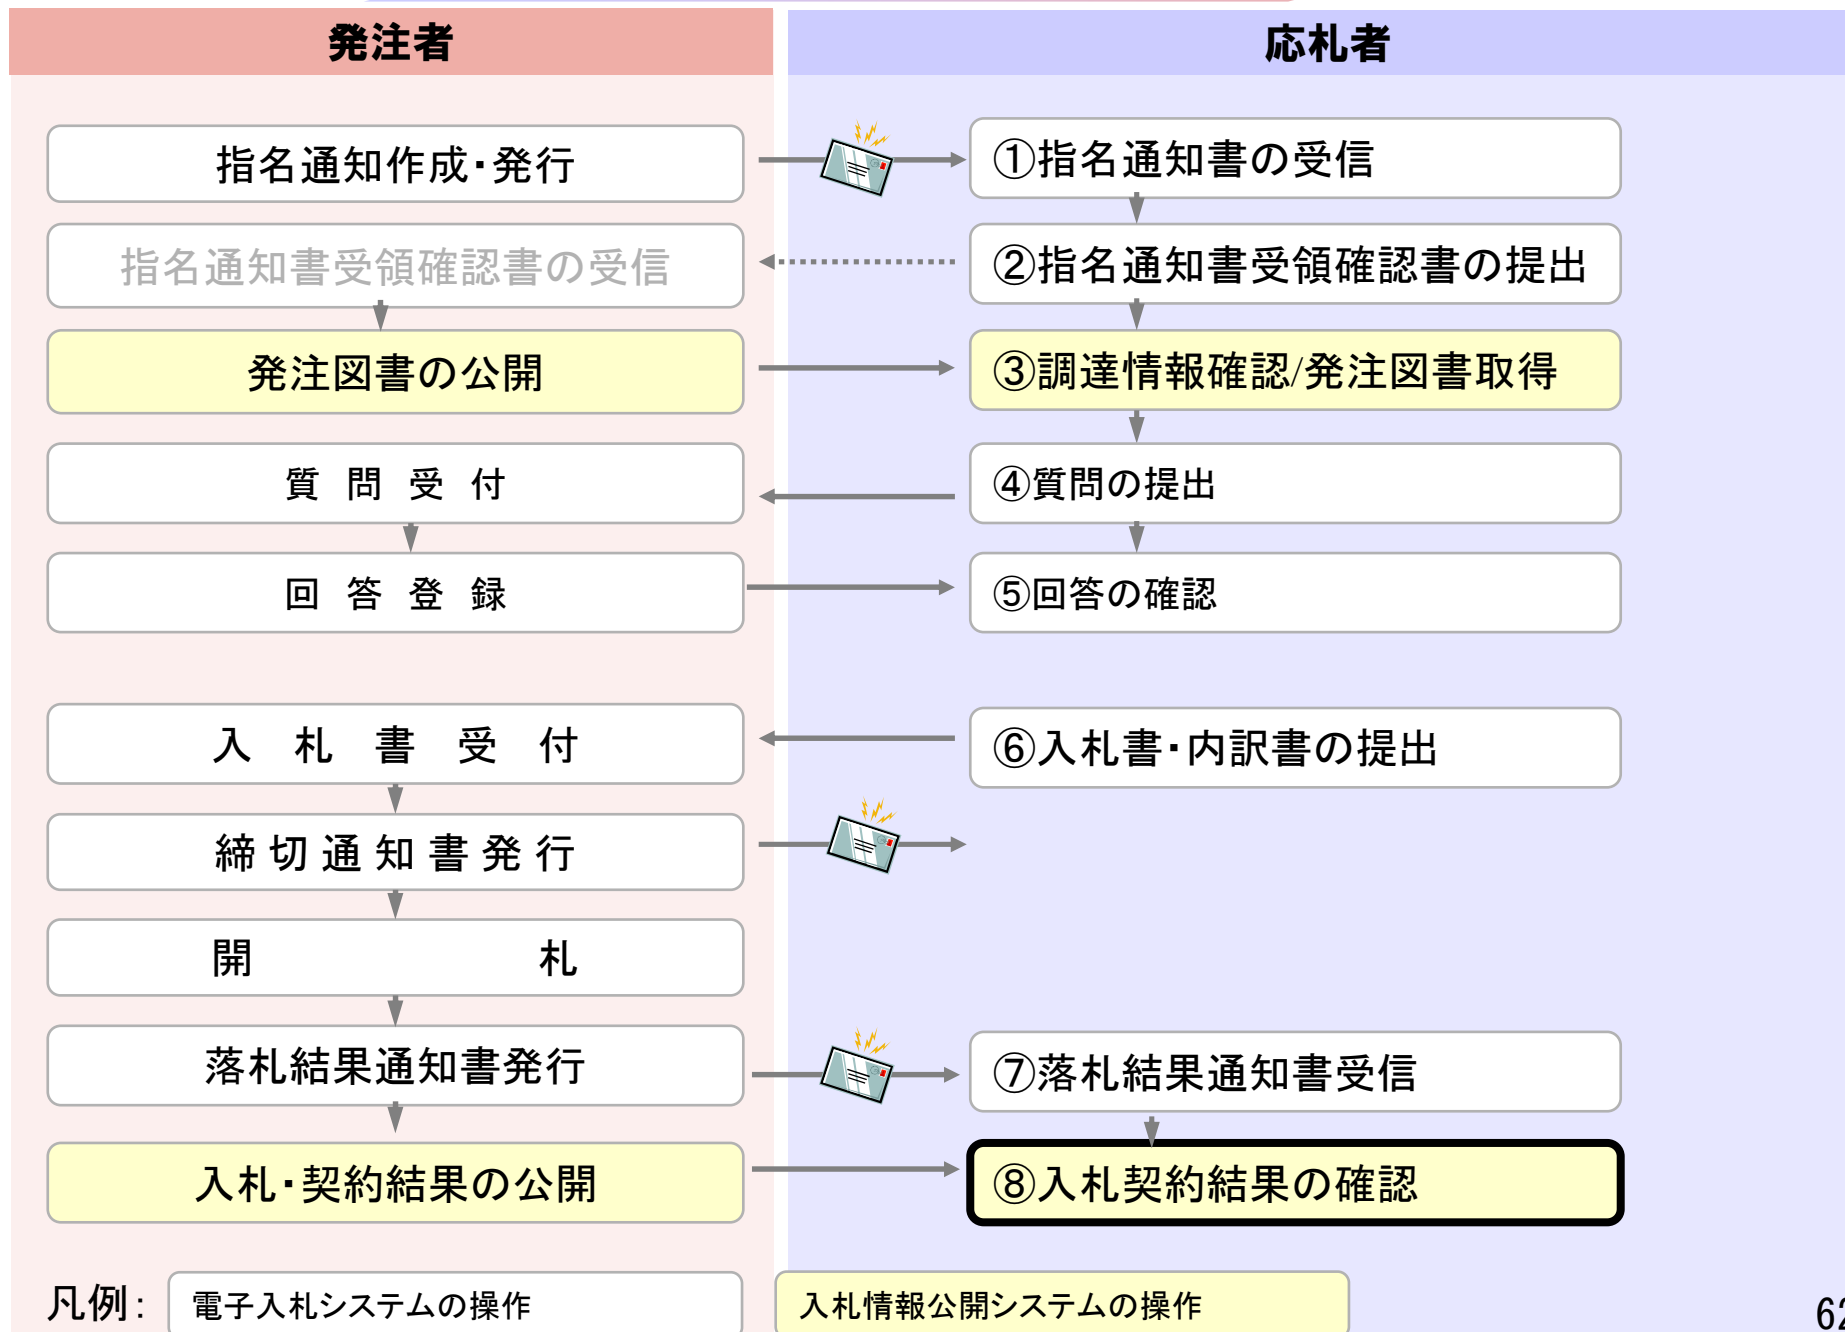 発注者
応札者
指名通知作成・発行
①指名通知書の受信
指名通知書受領確認書の受信
②指名通知書受領確認書の提出
発注図書の公開
③調達情報確認/発注図書取得
質 問 受 付
④質問の提出
回 答 登 録
⑤回答の確認
入 札 書 受 付
⑥入札書・内訳書の提出
締 切 通 知 書 発 行
開 札
落札結果通知書発行
⑦落札結果通知書受信
入札・契約結果の公開
⑧入札契約結果の確認
凡例：
電子入札システムの操作
入札情報公開システムの操作
62